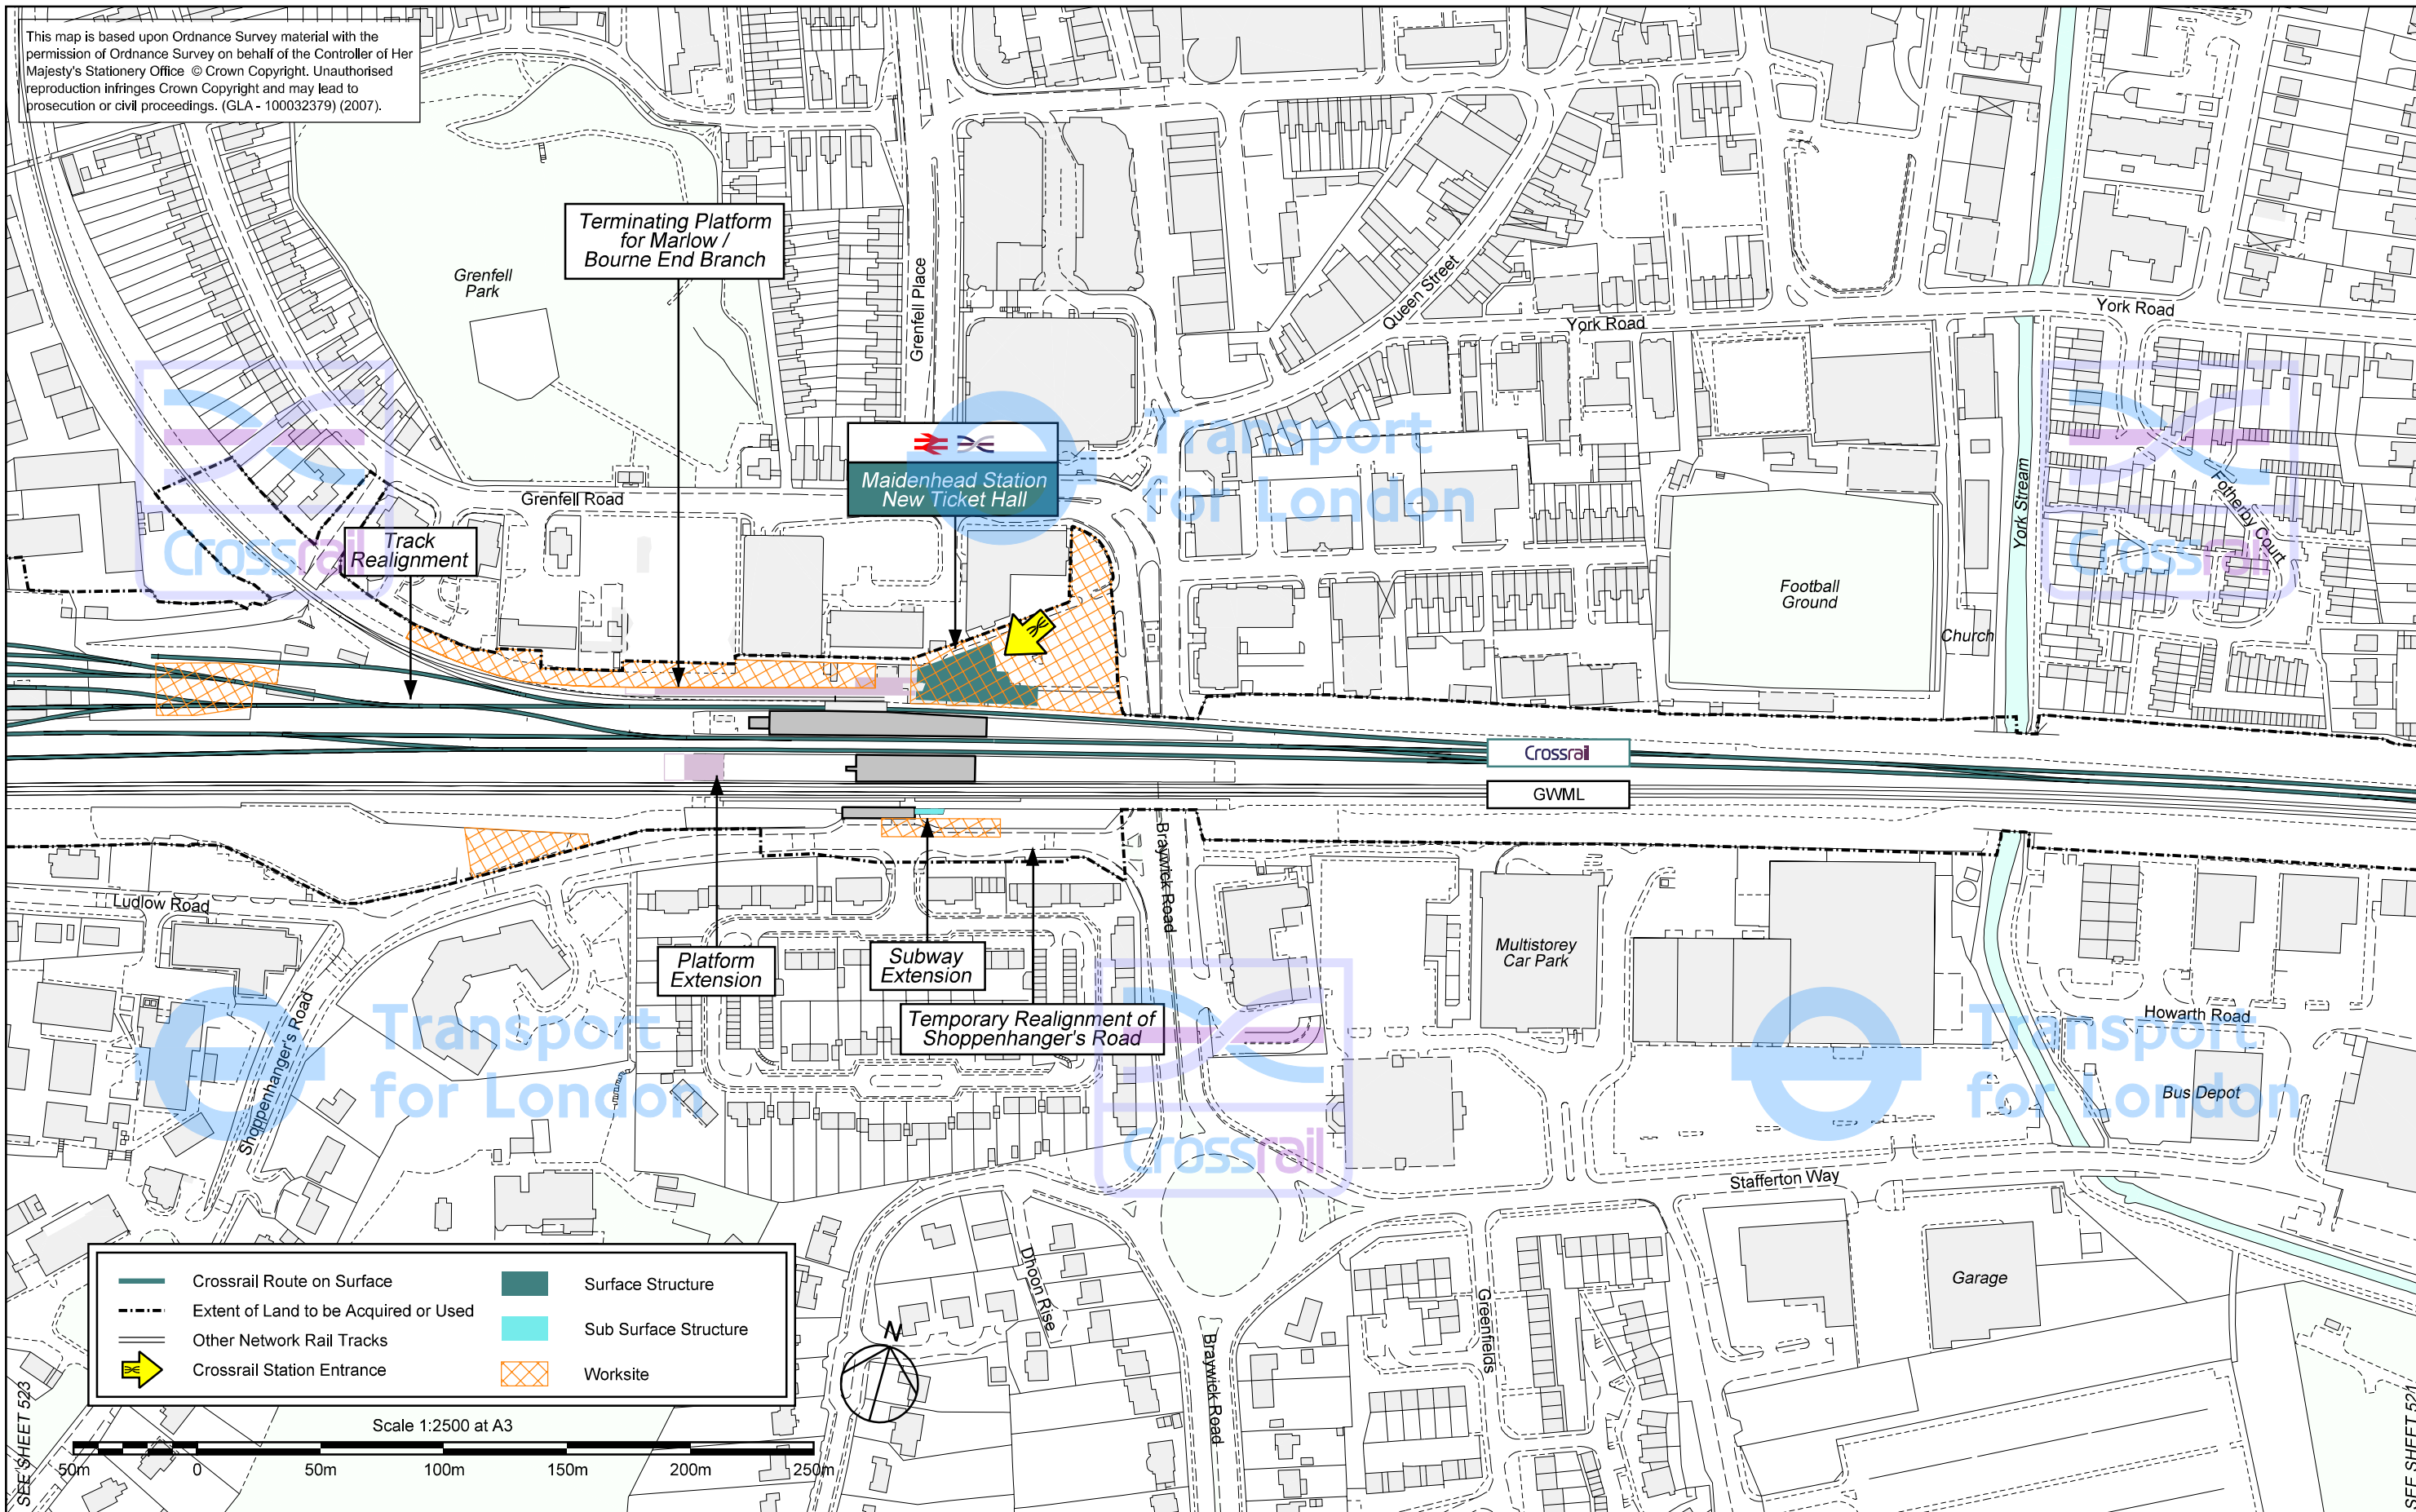 This map is based upon Ordnance Survey material with the
permission of Ordnance Survey on behalf of the Controller of Her
Majesty's Stationery Office © Crown Copyright. Unauthorised
reproduction infringes Crown Copyright and may lead to
prosecution or civil proceedings. (GLA - 100032379) (2007).
Terminating Platform
for Marlow /
Bourne End Branch
Grenfell
Park
Grenfell Place
Queen Street
York Road
York Road
Transport
for London
Maidenhead Station
New Ticket Hall
Grenfell Road
Track
Realignment
Crossrail
Crossrail
York Stream
Fotherby Court
Football
Ground
Church
Crossrail
GWML
Braywick Road
Ludlow Road
Shoppenhanger's Road
Platform
Extension
Subway
Extension
Temporary Realignment of
Shoppenhanger's Road
Multistorey
Car Park
Howarth Road
Bus Depot
Transport
for London
Transport
for London
Crossrail
Stafferton Way
Garage
Dhoon Rise
Greenfields
Braywick Road
N
Crossrail Route on Surface
Extent of Land to be Acquired or Used
Other Network Rail Tracks
Crossrail Station Entrance
Surface Structure
Sub Surface Structure
Worksite
Scale 1:2500 at A3
50m 0 50m 100m 150m 200m 250m
SEE SHEET 523
SEE SHEET 521